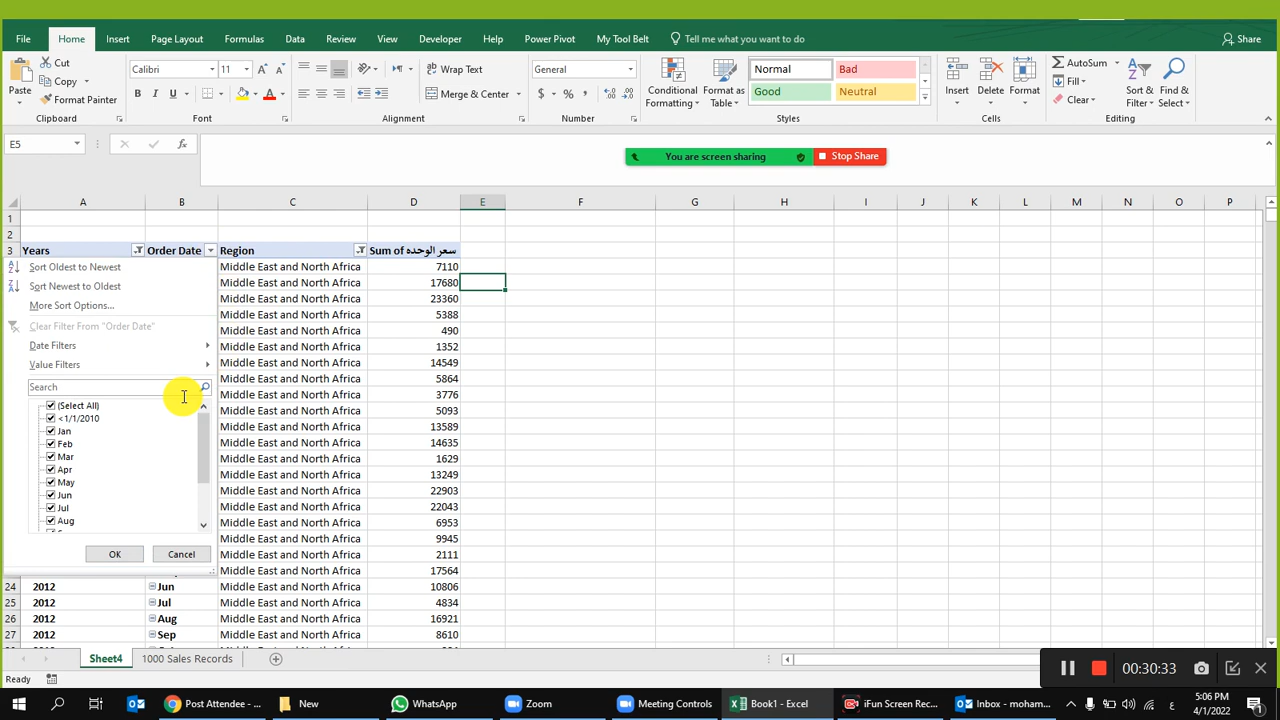 File Home Insert Page Layout Formulas Data Review View Developer Help Power Pivot My Tool Belt Tell me what you want to do Share
Paste Cut Copy Format Painter Clipboard
Calibri 11 B I U A Font
Wrap Text Merge & Center Alignment
General $ % , Number
Conditional Formatting Format as Table Normal Bad Good Neutral Styles
Insert Delete Format Cells
AutoSum Fill Clear Sort & Filter Find & Select Editing
E5 fx
You are screen sharing Stop Share
A B C D E F G H I J K L M N O P
1
2
3 Years Order Date Region Sum of سعر الوحده
Middle East and North Africa 7110
Middle East and North Africa 17680
Middle East and North Africa 23360
Middle East and North Africa 5388
Middle East and North Africa 490
Middle East and North Africa 1352
Middle East and North Africa 14549
Middle East and North Africa 5864
Middle East and North Africa 3776
Middle East and North Africa 5093
Middle East and North Africa 13589
Middle East and North Africa 14635
Middle East and North Africa 1629
Middle East and North Africa 13249
Middle East and North Africa 22903
Middle East and North Africa 22043
Middle East and North Africa 6953
Middle East and North Africa 9945
Middle East and North Africa 2111
Middle East and North Africa 17564
24 2012 Jun Middle East and North Africa 10806
25 2012 Jul Middle East and North Africa 4834
26 2012 Aug Middle East and North Africa 16921
27 2012 Sep Middle East and North Africa 8610
Sort Oldest to Newest
Sort Newest to Oldest
More Sort Options...
Clear Filter From "Order Date"
Date Filters
Value Filters
Search
(Select All)
<1/1/2010
Jan
Feb
Mar
Apr
May
Jun
Jul
Aug
OK Cancel
Sheet4 1000 Sales Records
Ready
00:30:33
Post Attendee - ... New WhatsApp Zoom Meeting Controls Book1 - Excel iFun Screen Rec... Inbox - moham... ع
5:06 PM
4/1/2022